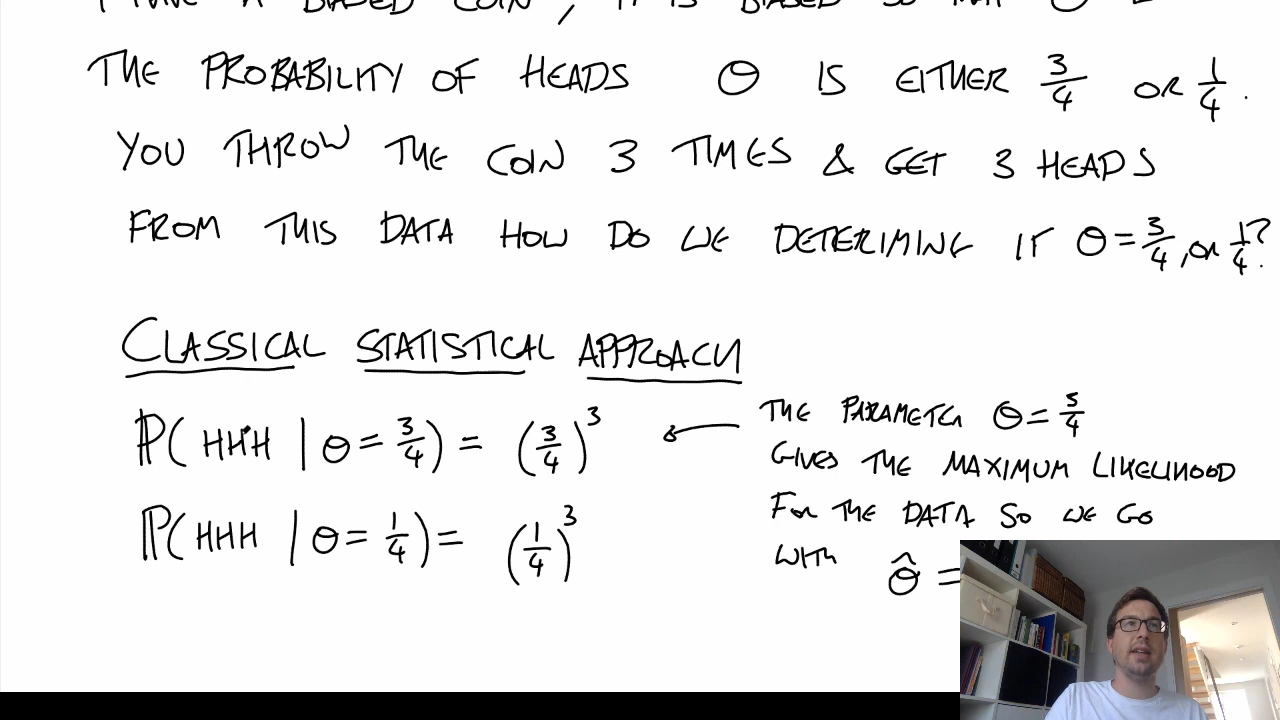 THE PROBABILITY OF HEADS θ IS EITHER 3/4 OR 1/4.
YOU THROW THE COIN 3 TIMES & GET 3 HEADS
FROM THIS DATA HOW DO WE DETERIMING IF θ = 3/4, OR 1/4?
CLASSICAL STATISTICAL APPROACH
ℙ( HHH | θ = 3/4 ) = (3/4)³
ℙ( HHH | θ = 1/4 ) = (1/4)³
THE PARAMETER θ = 3/4
GIVES THE MAXIMUM LIKELIHOOD
FOR THE DATA SO WE GO
WITH θ̂ =